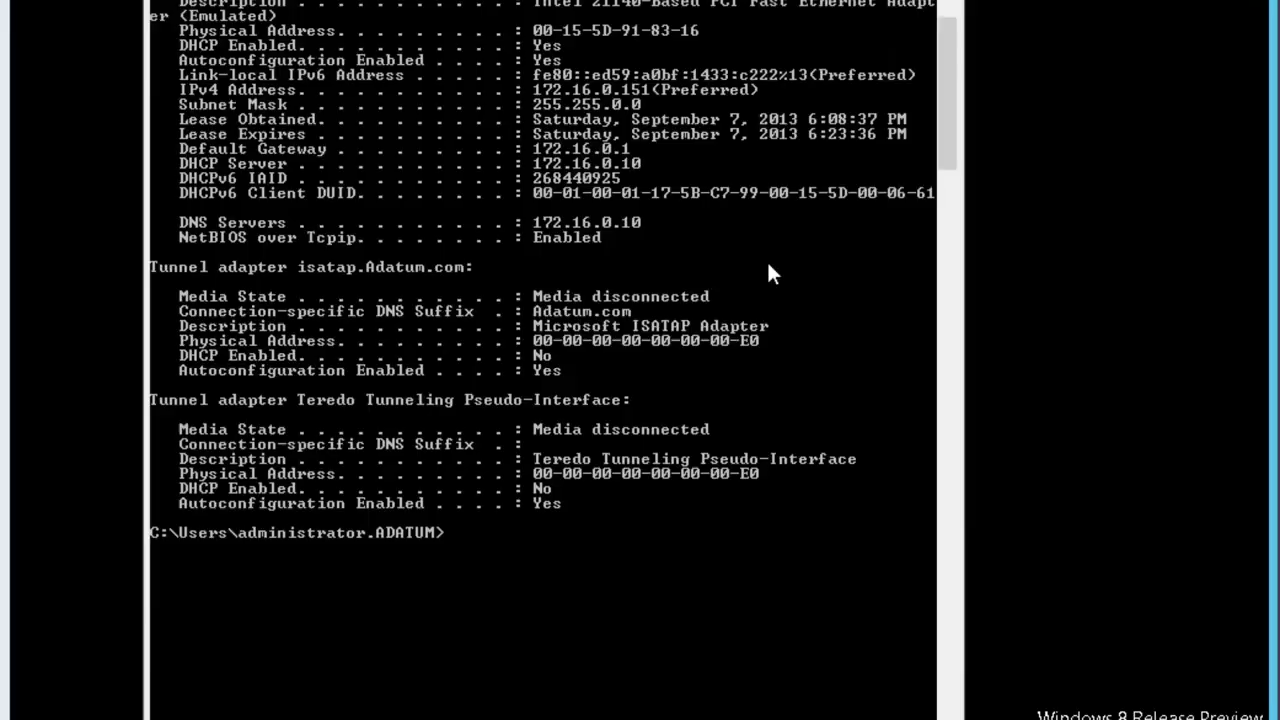 Description . . . . . . . . . . . : Intel 21140-Based PCI Fast Ethernet Adapt
er (Emulated)
Physical Address. . . . . . . . . : 00-15-5D-91-83-16
DHCP Enabled. . . . . . . . . . . : Yes
Autoconfiguration Enabled . . . . : Yes
Link-local IPv6 Address . . . . . : fe80::ed59:a0bf:1433:c222%13(Preferred)
IPv4 Address. . . . . . . . . . . : 172.16.0.151(Preferred)
Subnet Mask . . . . . . . . . . . : 255.255.0.0
Lease Obtained. . . . . . . . . . : Saturday, September 7, 2013 6:08:37 PM
Lease Expires . . . . . . . . . . : Saturday, September 7, 2013 6:23:36 PM
Default Gateway . . . . . . . . . : 172.16.0.1
DHCP Server . . . . . . . . . . . : 172.16.0.10
DHCPv6 IAID . . . . . . . . . . . : 268440925
DHCPv6 Client DUID. . . . . . . . : 00-01-00-01-17-5B-C7-99-00-15-5D-00-06-61
DNS Servers . . . . . . . . . . . : 172.16.0.10
NetBIOS over Tcpip. . . . . . . . : Enabled
Tunnel adapter isatap.Adatum.com:
Media State . . . . . . . . . . . : Media disconnected
Connection-specific DNS Suffix  . : Adatum.com
Description . . . . . . . . . . . : Microsoft ISATAP Adapter
Physical Address. . . . . . . . . : 00-00-00-00-00-00-00-E0
DHCP Enabled. . . . . . . . . . . : No
Autoconfiguration Enabled . . . . : Yes
Tunnel adapter Teredo Tunneling Pseudo-Interface:
Media State . . . . . . . . . . . : Media disconnected
Connection-specific DNS Suffix  . :
Description . . . . . . . . . . . : Teredo Tunneling Pseudo-Interface
Physical Address. . . . . . . . . : 00-00-00-00-00-00-00-E0
DHCP Enabled. . . . . . . . . . . : No
Autoconfiguration Enabled . . . . : Yes
C:\Users\administrator.ADATUM>
Windows 8 Release Preview